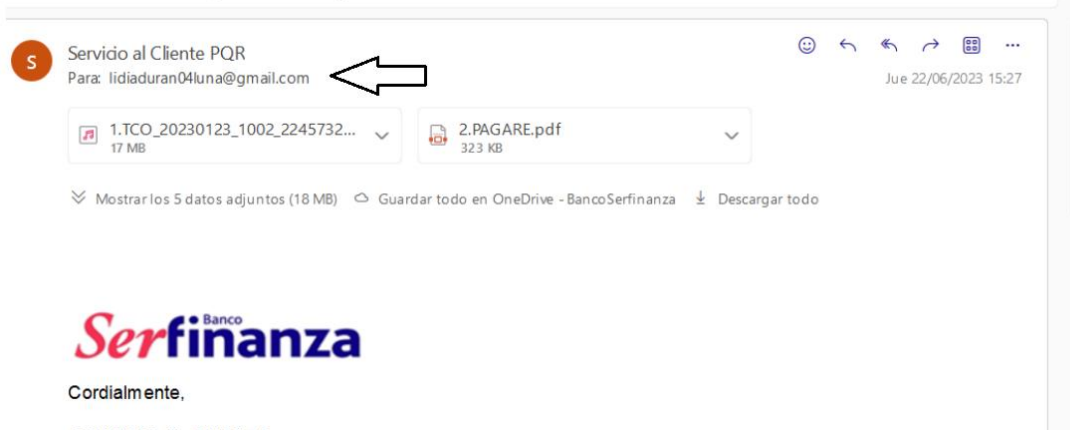 S
Servicio al Cliente PQR
Para: lidiaduran04luna@gmail.com
Jue 22/06/2023 15:27
1.TCO_20230123_1002_2245732...
17 MB
2.PAGARE.pdf
323 KB
Mostrar los 5 datos adjuntos (18 MB) Guardar todo en OneDrive - BancoSerfinanza Descargar todo
Banco
Serfinanza
Cordialmente,